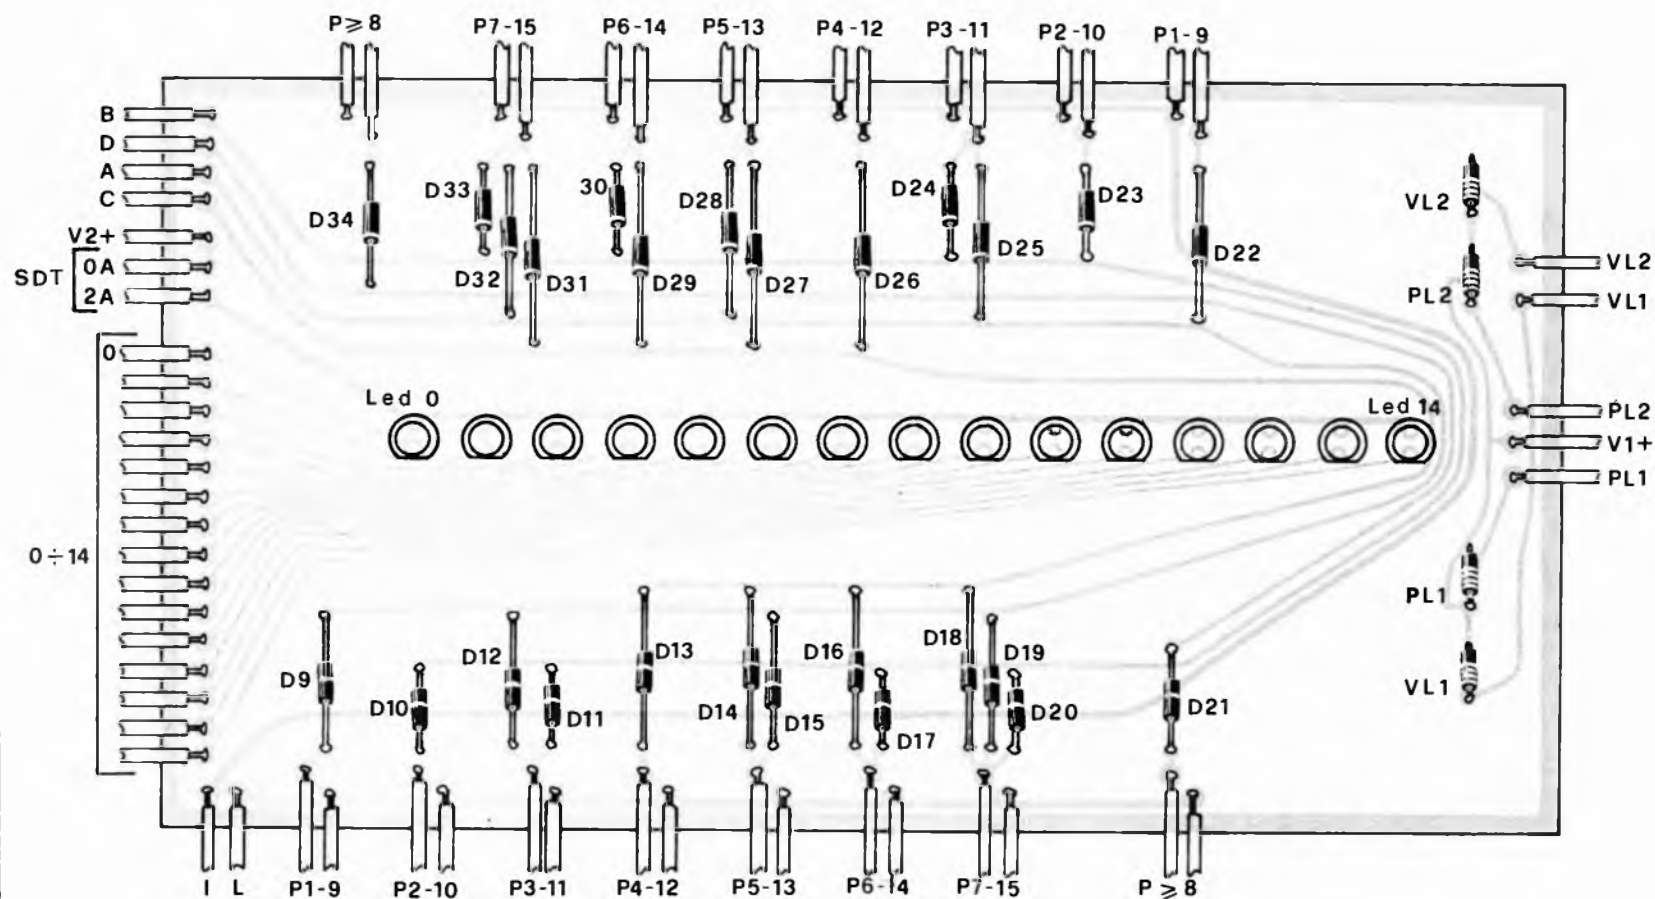 P ≥ 8 P7-15 P6-14 P5-13 P4-12 P3-11 P2-10 P1-9
B
D
A
C
V2+
SDT
0A
2A
D34
D33
D32
D31
30
D29
D28
D27
D26
D24
D25
D23
D22
VL2
PL2
VL2
VL1
0
Led 0
Led 14
PL2
V1+
PL1
0÷14
D9
D10
D12
D11
D13
D14
D15
D16
D17
D18
D19
D20
D21
PL1
VL1
I L P1-9 P2-10 P3-11 P4-12 P5-13 P6-14 P7-15 P ≥ 8